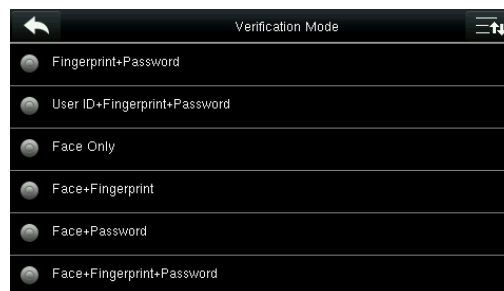 Verification Mode
Fingerprint+Password
User ID+Fingerprint+Password
Face Only
Face+Fingerprint
Face+Password
Face+Fingerprint+Password